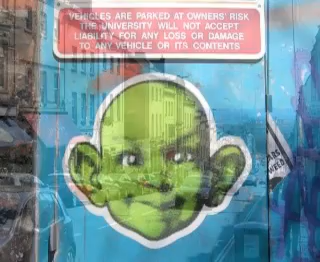 VEHICLES ARE PARKED AT OWNERS' RISK
THE UNIVERSITY WILL NOT ACCEPT
LIABILITY FOR ANY LOSS OR DAMAGE
TO ANY VEHICLE OR ITS CONTENTS